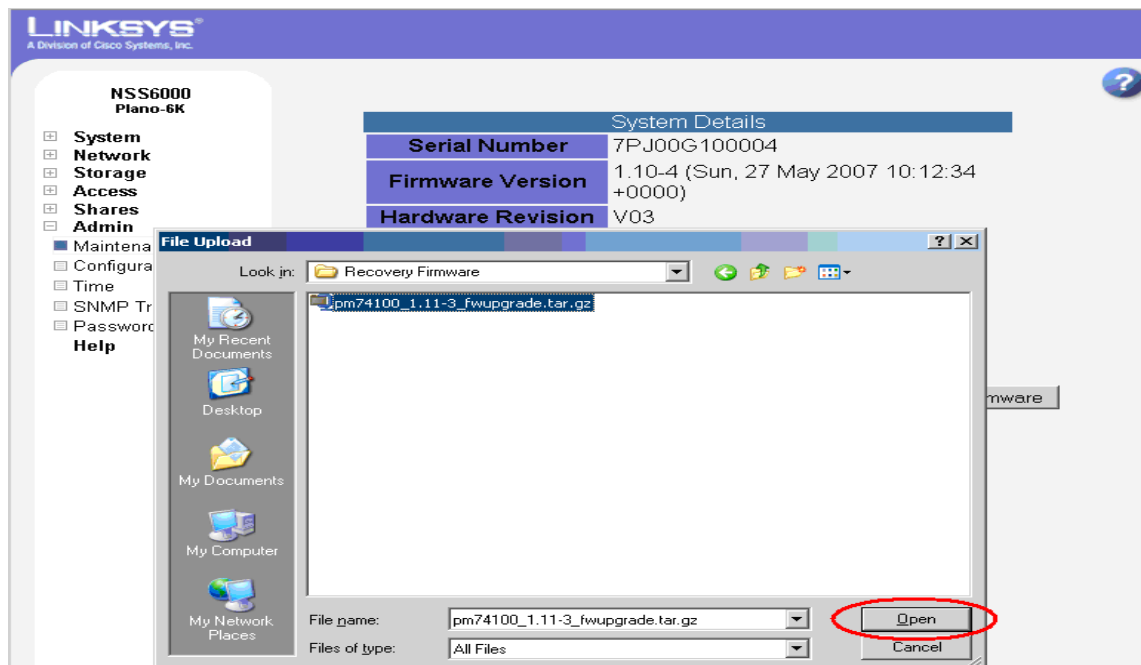 LINKSYS®
A Division of Cisco Systems, Inc.
?
NSS6000
Plano-6K
System
Network
Storage
Access
Shares
Admin
Maintena
Configura
Time
SNMP Tr
Password
Help
System Details
Serial Number 7PJ00G100004
Firmware Version 1.10-4 (Sun, 27 May 2007 10:12:34
+0000)
Hardware Revision V03
mware
File Upload ? X
Look in: Recovery Firmware
pm74100_1.11-3_fwupgrade.tar.gz
My Recent
Documents
Desktop
My Documents
My Computer
My Network
Places
File name: pm74100_1.11-3_fwupgrade.tar.gz Open
Files of type: All Files Cancel